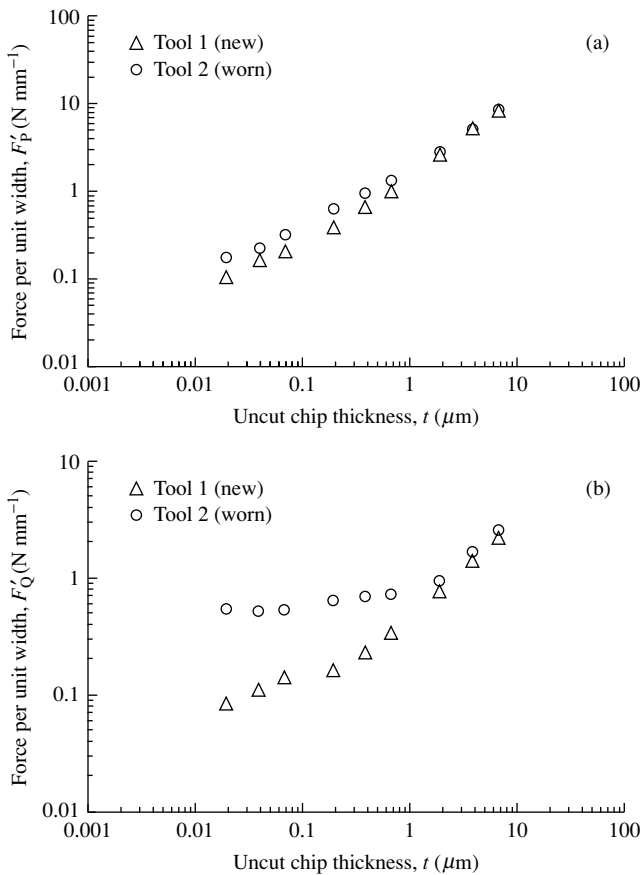 100
10
1
0.1
0.01
Force per unit width, F′P (N mm−1)
△ Tool 1 (new)
○ Tool 2 (worn)
(a)
0.001 0.01 0.1 1 10 100
Uncut chip thickness, t (μm)
10
1
0.1
0.01
Force per unit width, F′Q (N mm−1)
△ Tool 1 (new)
○ Tool 2 (worn)
(b)
0.001 0.01 0.1 1 10 100
Uncut chip thickness, t (μm)